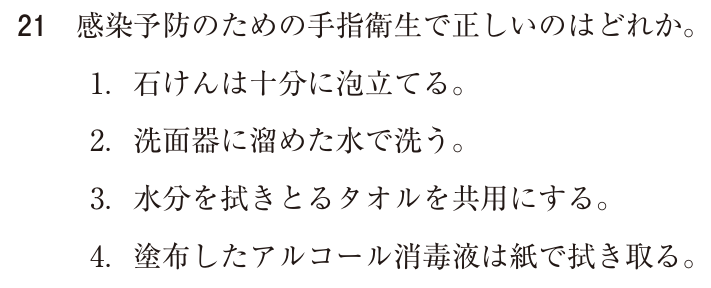 21 感染予防のための手指衛生で正しいのはどれか。
1. 石けんは十分に泡立てる。
2. 洗面器に溜めた水で洗う。
3. 水分を拭きとるタオルを共用にする。
4. 塗布したアルコール消毒液は紙で拭き取る。